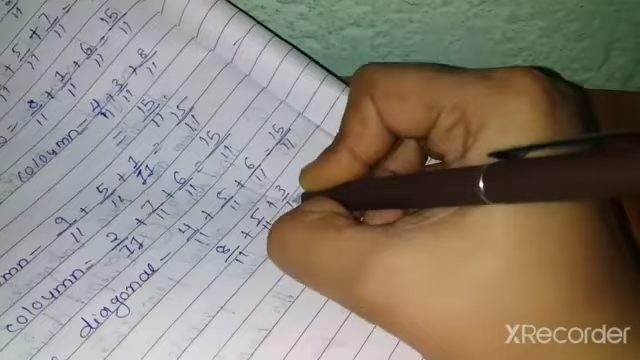 + 5/11 + 7/11 =
= 8/11 + 1/11 + 6/11 = 15/11
coloumn- 4/11 + 3/11 + 8/11
= 15/11
mn- 9/11 + 5/11 + 1/11 = 15/11
coloumn= 2/11 + 7/11 + 6/11 = 15/11
diagonal- 4/11 + 5/11 + 6/11 15/11
8/11 + 5/11 + 3/11
XRecorder